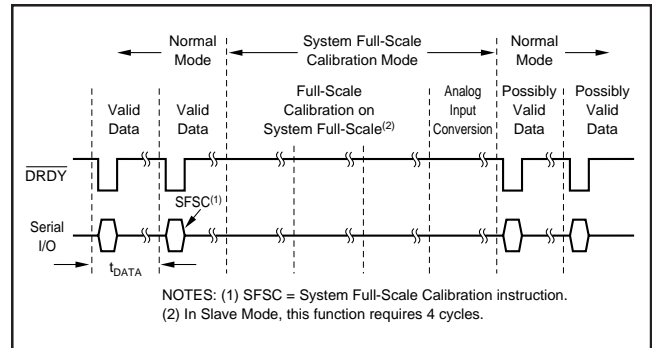 Normal
Mode
System Full-Scale
Calibration Mode
Normal
Mode
Valid
Data
Valid
Data
Full-Scale
Calibration on
System Full-Scale(2)
Analog
Input
Conversion
Possibly
Valid
Data
Possibly
Valid
Data
DRDY
SFSC(1)
Serial
I/O
tDATA
NOTES: (1) SFSC = System Full-Scale Calibration instruction.
(2) In Slave Mode, this function requires 4 cycles.